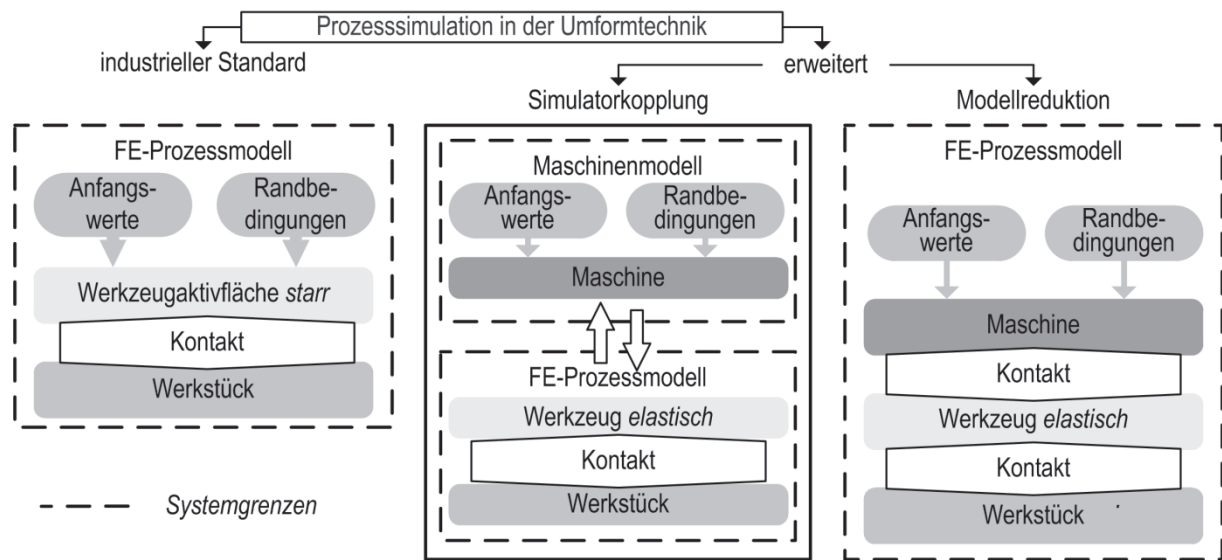 Prozesssimulation in der Umformtechnik
industrieller Standard
erweitert
Simulatorkopplung
Modellreduktion
FE-Prozessmodell
Anfangs-
werte
Randbe-
dingungen
Werkzeugaktivfläche starr
Kontakt
Werkstück
Systemgrenzen
Maschinenmodell
Anfangs-
werte
Randbe-
dingungen
Maschine
FE-Prozessmodell
Werkzeug elastisch
Kontakt
Werkstück
FE-Prozessmodell
Anfangs-
werte
Randbe-
dingungen
Maschine
Kontakt
Werkzeug elastisch
Kontakt
Werkstück